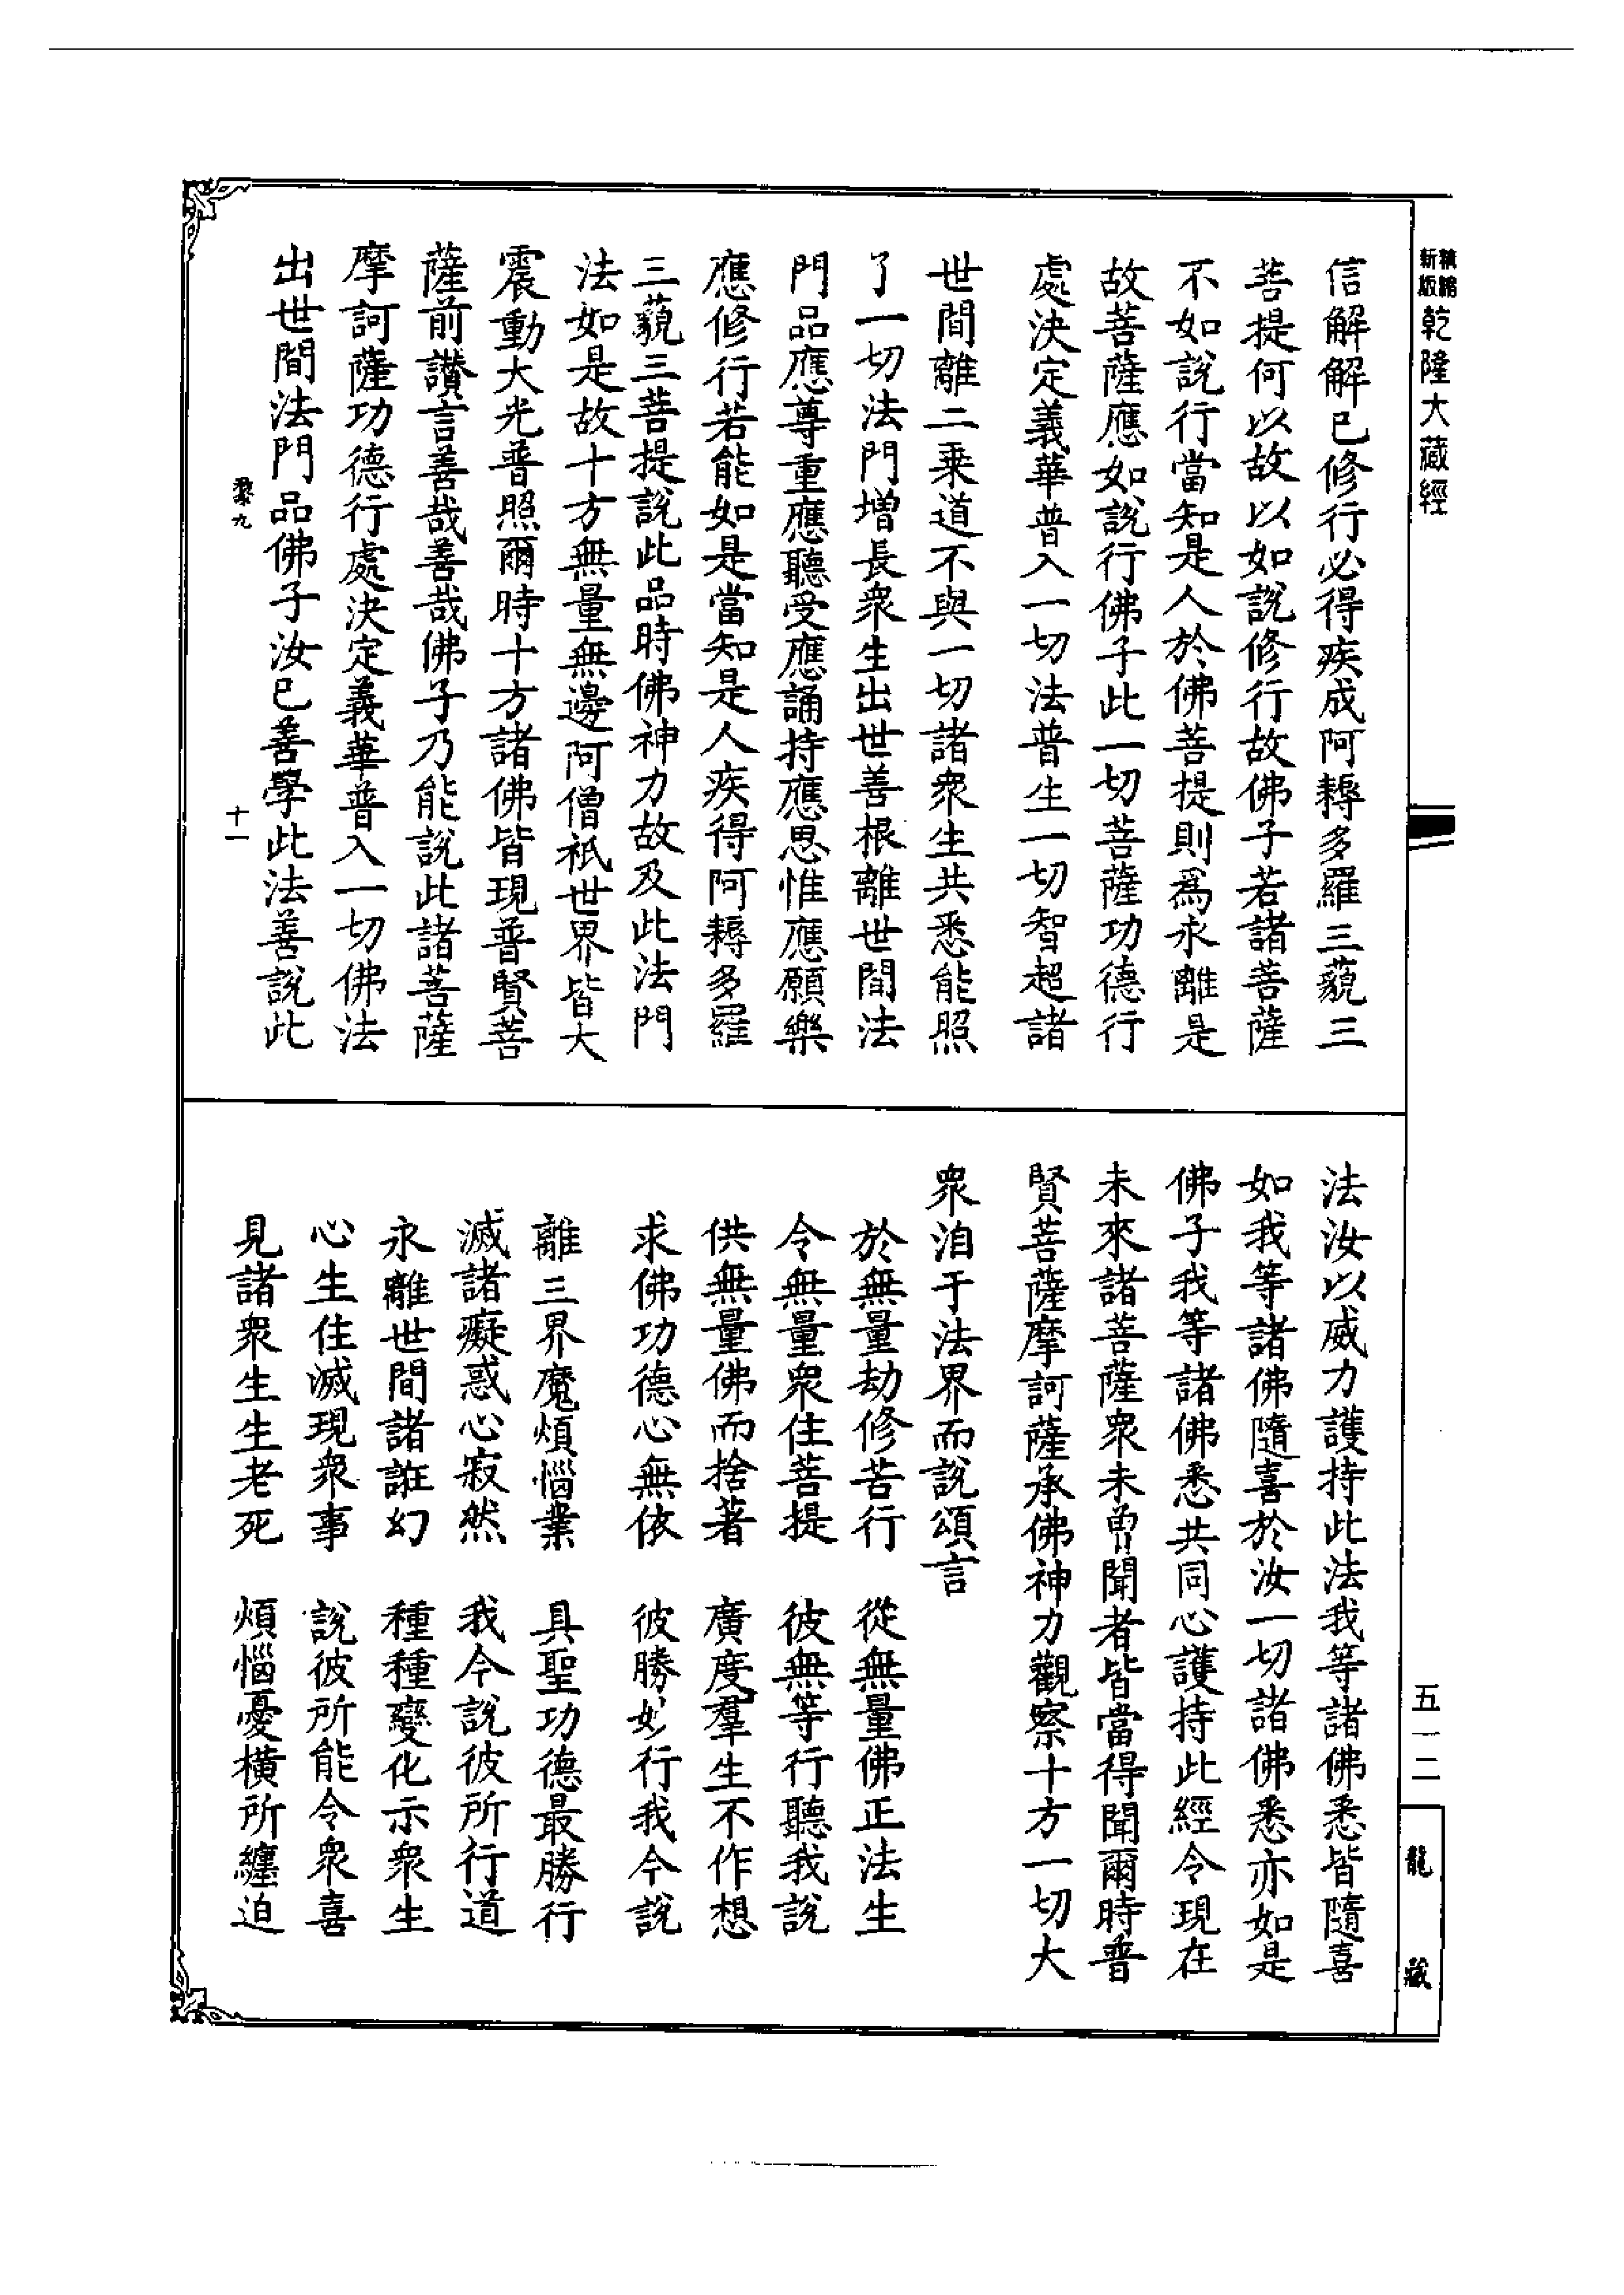 新版
精縮
乾隆大藏經
信解解已修行必得疾成阿耨多羅三藐三
菩提何以故以如說修行故佛子若諸菩薩
不如說行當知是人於佛菩提則爲永離是
故菩薩應如說行佛子此一切菩薩功德行
處決定義華普入一切法普生一切智超諸
世間離二乗道不與一切諸衆生共悉能照
了一切法門增長衆生出世善根離世間法
門品應尊重應聽受應誦持應思惟應願樂
應修行若能如是當知是人疾得阿耨多羅
三藐三菩提說此品時佛神力故及此法門
法如是故十方無量無邊阿僧祇世界皆大
震動大光普照爾時十方諸佛皆現普賢菩
薩前讚言善哉善哉佛子乃能說此諸菩薩
摩訶薩功德行處決定義華普入一切佛法
出世間法門品佛子汝已善學此法善說此
黎九
十一
法汝以威力護持此法我等諸佛悉皆隨喜
如我等諸佛隨喜於汝一切諸佛悉亦如是
佛子我等諸佛悉共同心護持此經令現在
未來諸菩薩衆未曾聞者皆當得聞爾時普
賢菩薩摩訶薩承佛神力觀察十方一切大
衆洎于法界而說頌言
於無量劫修苦行 從無量佛正法生
令無量衆住菩提 彼無等行聽我說
供無量佛而捨著 廣度羣生不作想
求佛功德心無依 彼勝妙行我今說
離三界魔煩惱業 具聖功德最勝行
滅諸癡惑心寂然 我今說彼所行道
永離世間諸誑幻 種種變化示衆生
心生住滅現衆事 說彼所能令衆喜
見諸衆生生老死 煩惱憂橫所纏迫
五一二
龍藏